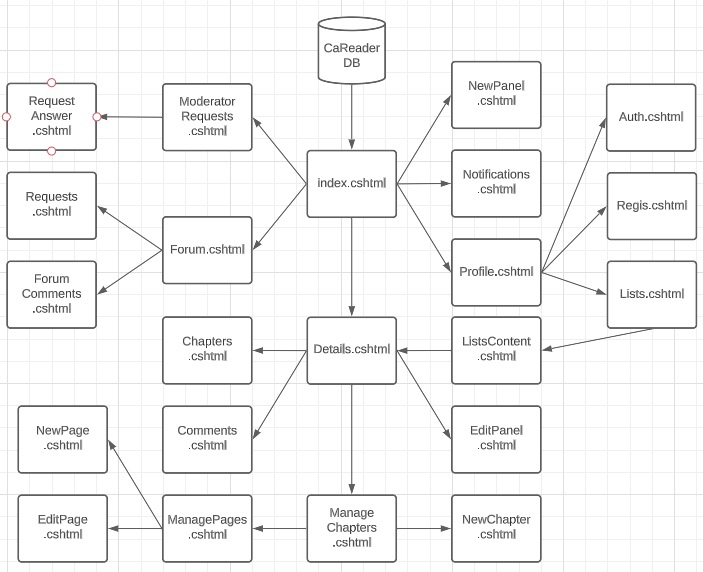 CaReader
DB
NewPanel
.cshtml
Request
Answer
.cshtml
Moderator
Requests
.cshtml
Auth.cshtml
Requests
.cshtml
index.cshtml
Notifications
.cshtml
Regis.cshtml
Forum.cshtml
Profile.cshtml
Forum
Comments
.cshtml
Lists.cshtml
Chapters
.cshtml
Details.cshtml
ListsContent
.cshtml
NewPage
.cshtml
Comments
.cshtml
EditPanel
.cshtml
EditPage
.cshtml
ManagePages
.cshtml
Manage
Chapters
.cshtml
NewChapter
.cshtml